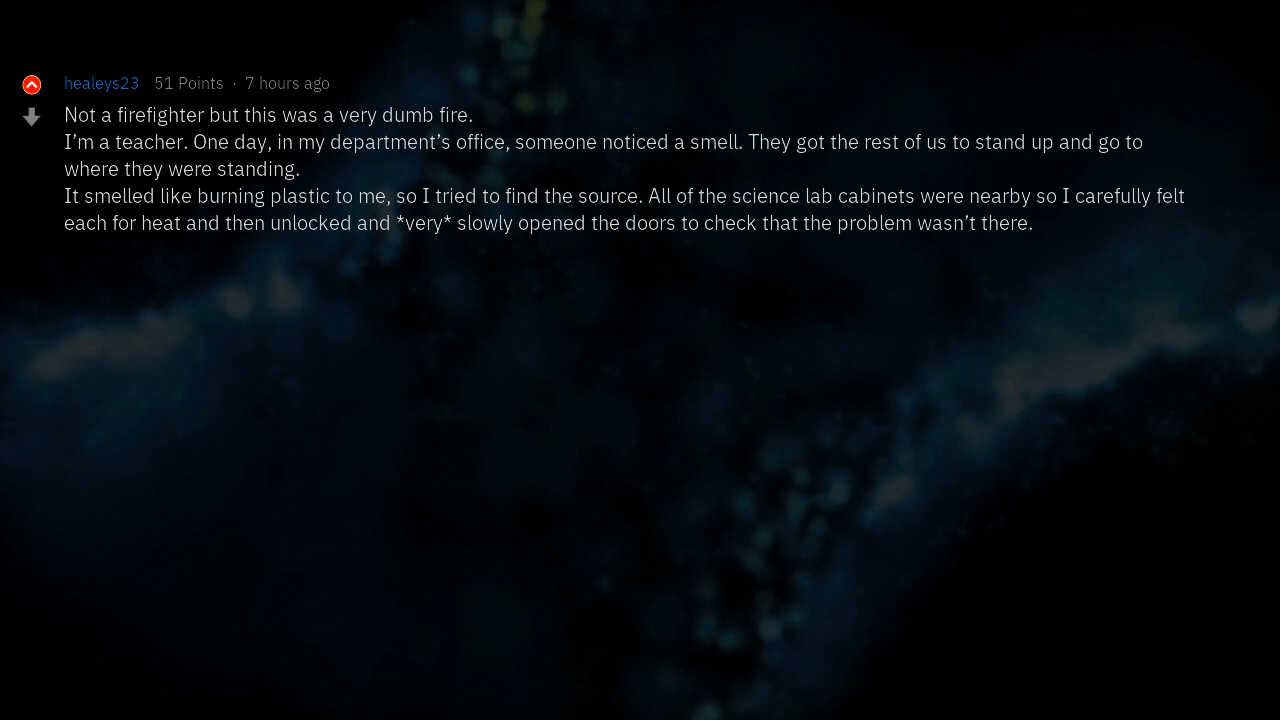 healeys23 51 Points · 7 hours ago
Not a firefighter but this was a very dumb fire.
I’m a teacher. One day, in my department’s office, someone noticed a smell. They got the rest of us to stand up and go to
where they were standing.
It smelled like burning plastic to me, so I tried to find the source. All of the science lab cabinets were nearby so I carefully felt
each for heat and then unlocked and *very* slowly opened the doors to check that the problem wasn’t there.